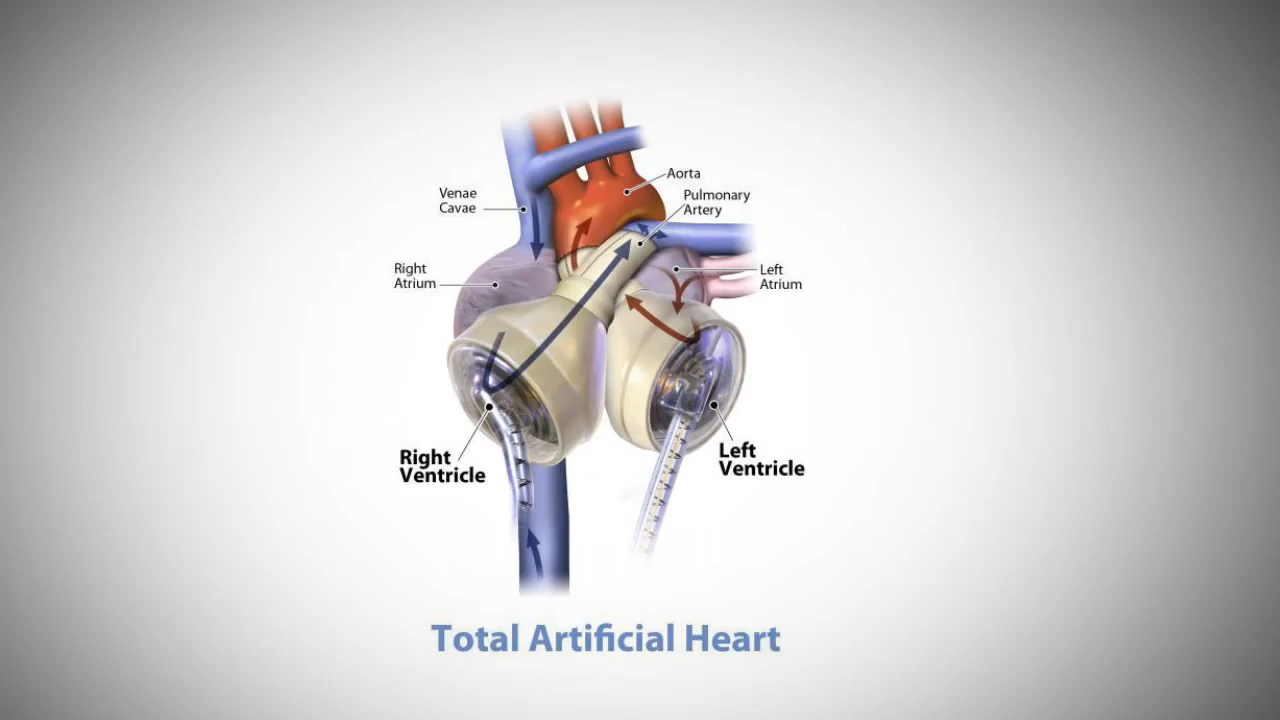 Aorta
Venae
Cavae
Pulmonary
Artery
Right
Atrium
Left
Atrium
Right
Ventricle
Left
Ventricle
Total Artificial Heart